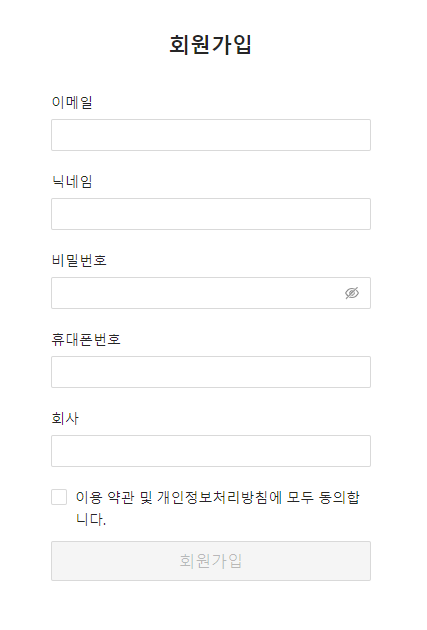 회원가입
이메일
닉네임
비밀번호
휴대폰번호
회사
이용 약관 및 개인정보처리방침에 모두 동의합
니다.
회원가입